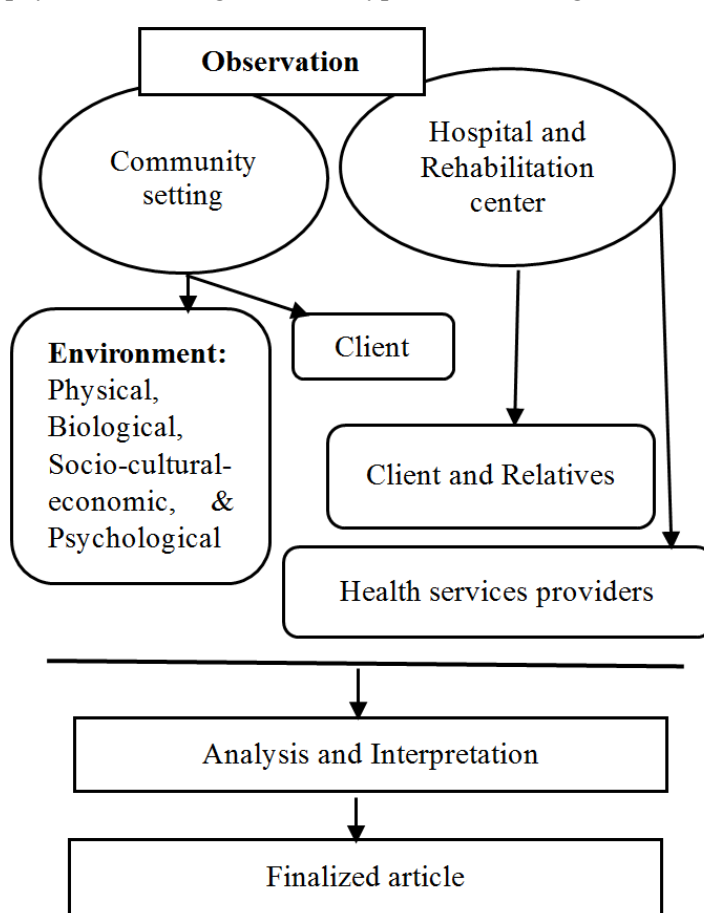 Observation
Community
setting
Hospital and
Rehabilitation
center
Environment:
Physical,
Biological,
Socio-cultural-
economic, &
Psychological
Client
Client and Relatives
Health services providers
Analysis and Interpretation
Finalized article